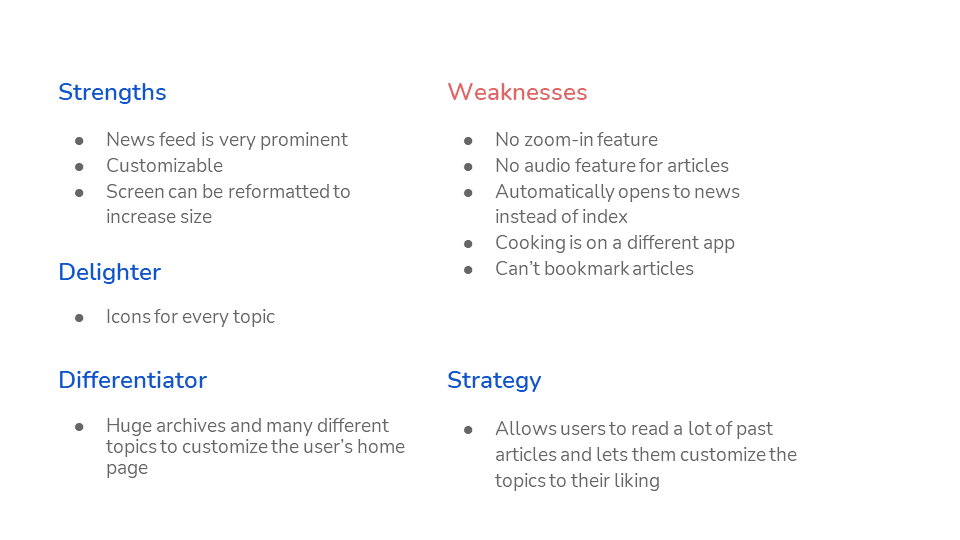 Strengths
● News feed is very prominent
● Customizable
● Screen can be reformatted to
increase size
Delighter
● Icons for every topic
Differentiator
● Huge archives and many different
topics to customize the user’s home
page
Weaknesses
● No zoom-in feature
● No audio feature for articles
● Automatically opens to news
instead of index
● Cooking is on a different app
● Can’t bookmark articles
Strategy
● Allows users to read a lot of past
articles and lets them customize the
topics to their liking